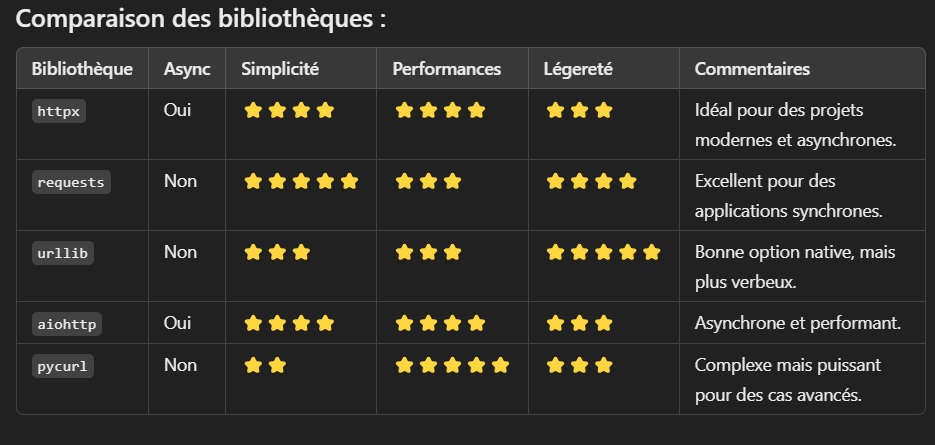 Comparaison des bibliothèques :
Bibliothèque Async Simplicité Performances Légereté Commentaires
httpx Oui ⭐⭐⭐⭐ ⭐⭐⭐⭐ ⭐⭐⭐ Idéal pour des projets
modernes et asynchrones.
requests Non ⭐⭐⭐⭐⭐ ⭐⭐⭐ ⭐⭐⭐⭐ Excellent pour des
applications synchrones.
urllib Non ⭐⭐⭐ ⭐⭐⭐ ⭐⭐⭐⭐⭐ Bonne option native, mais
plus verbeux.
aiohttp Oui ⭐⭐⭐⭐ ⭐⭐⭐⭐ ⭐⭐⭐ Asynchrone et performant.
pycurl Non ⭐⭐ ⭐⭐⭐⭐⭐ ⭐⭐⭐ Complexe mais puissant
pour des cas avancés.